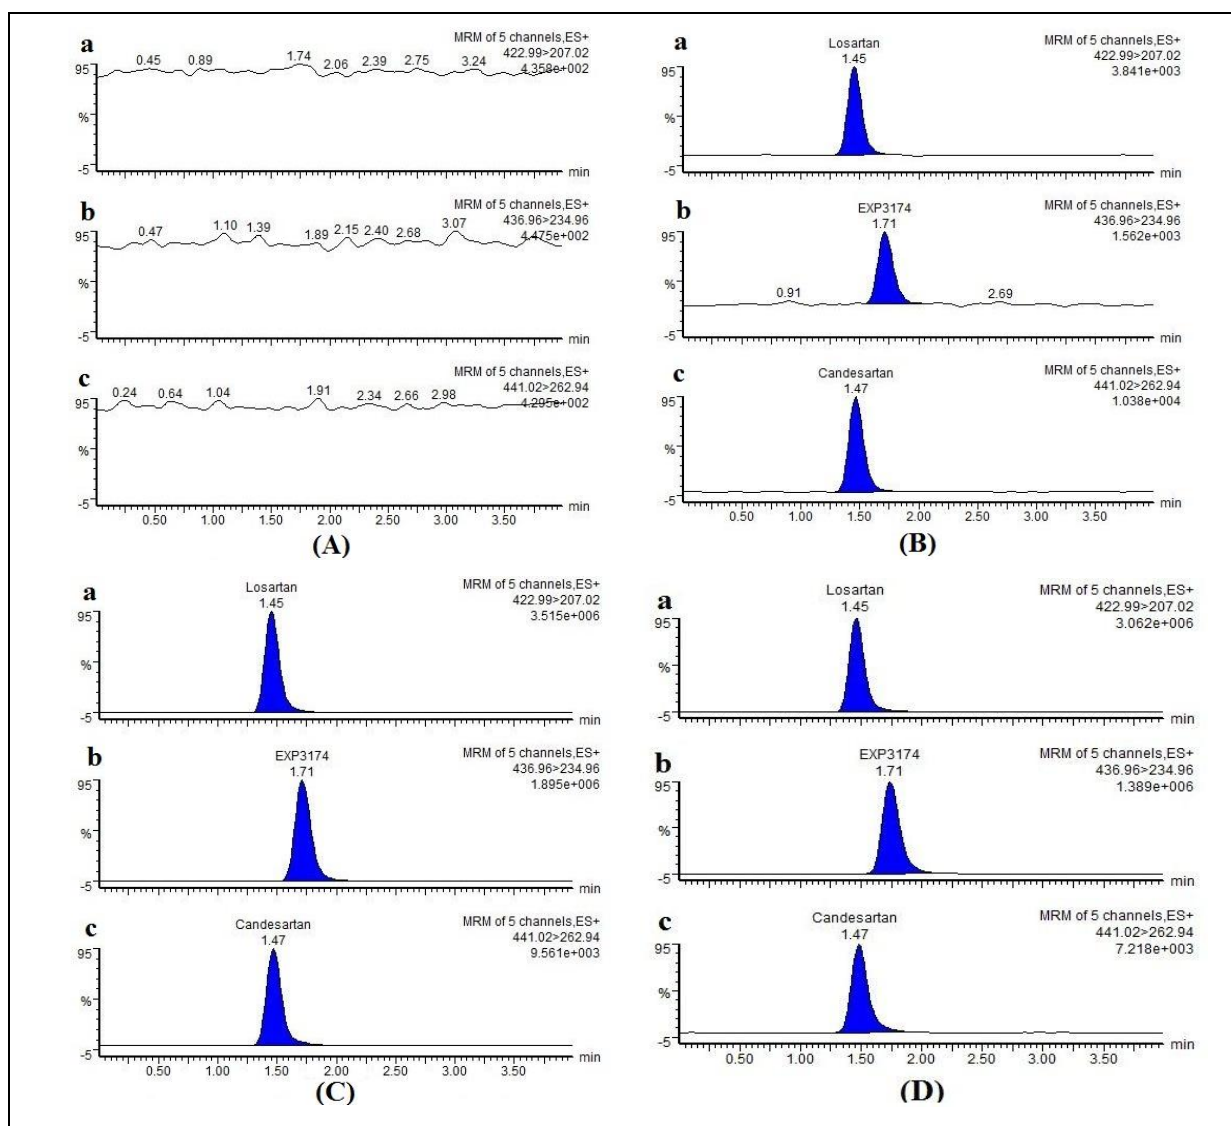 a
MRM of 5 channels,ES+
422.99>207.02
4.358e+002
0.45 0.89 1.74 2.06 2.39 2.75 3.24
95
%
-5
min
b
MRM of 5 channels,ES+
436.96>234.96
4.475e+002
0.47 1.10 1.39 1.89 2.15 2.40 2.68 3.07
95
%
-5
min
c
MRM of 5 channels,ES+
441.02>262.94
4.295e+002
0.24 0.64 1.04 1.91 2.34 2.66 2.98
95
%
-5
min
0.50 1.00 1.50 2.00 2.50 3.00 3.50
(A)
a
Losartan
1.45
MRM of 5 channels,ES+
422.99>207.02
3.841e+003
95
%
-5
min
b
EXP3174
1.71
MRM of 5 channels,ES+
436.96>234.96
1.562e+003
0.91 2.69
95
%
-5
min
c
Candesartan
1.47
MRM of 5 channels,ES+
441.02>262.94
1.038e+004
95
%
-5
min
0.50 1.00 1.50 2.00 2.50 3.00 3.50
(B)
a
Losartan
1.45
MRM of 5 channels,ES+
422.99>207.02
3.515e+006
95
%
-5
min
b
EXP3174
1.71
MRM of 5 channels,ES+
436.96>234.96
1.895e+006
95
%
-5
min
c
Candesartan
1.47
MRM of 5 channels,ES+
441.02>262.94
9.561e+003
95
%
-5
min
0.50 1.00 1.50 2.00 2.50 3.00 3.50
(C)
a
Losartan
1.45
MRM of 5 channels,ES+
422.99>207.02
3.062e+006
95
%
-5
min
b
EXP3174
1.71
MRM of 5 channels,ES+
436.96>234.96
1.389e+006
95
%
-5
min
c
Candesartan
1.47
MRM of 5 channels,ES+
441.02>262.94
7.218e+003
95
%
-5
min
0.50 1.00 1.50 2.00 2.50 3.00 3.50
(D)